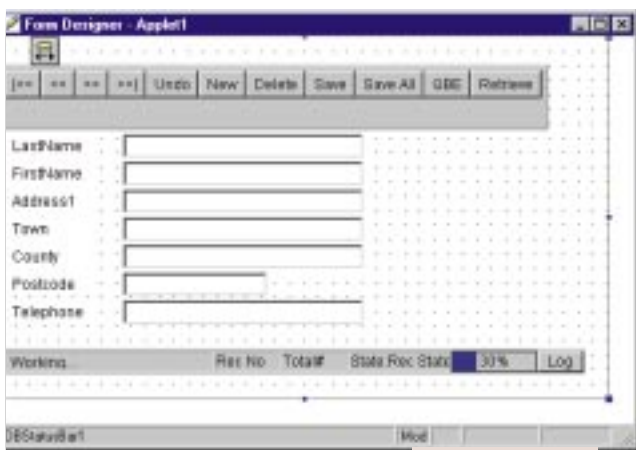 Form Designer - Applet1
|<< << >> >>| Undo New Delete Save Save All QBE Retrieve
LastName
FirstName
Address1
Town
County
Postcode
Telephone
Working... Rec No Total# State Rec State 30% Log
DBStatusBar1 Mod